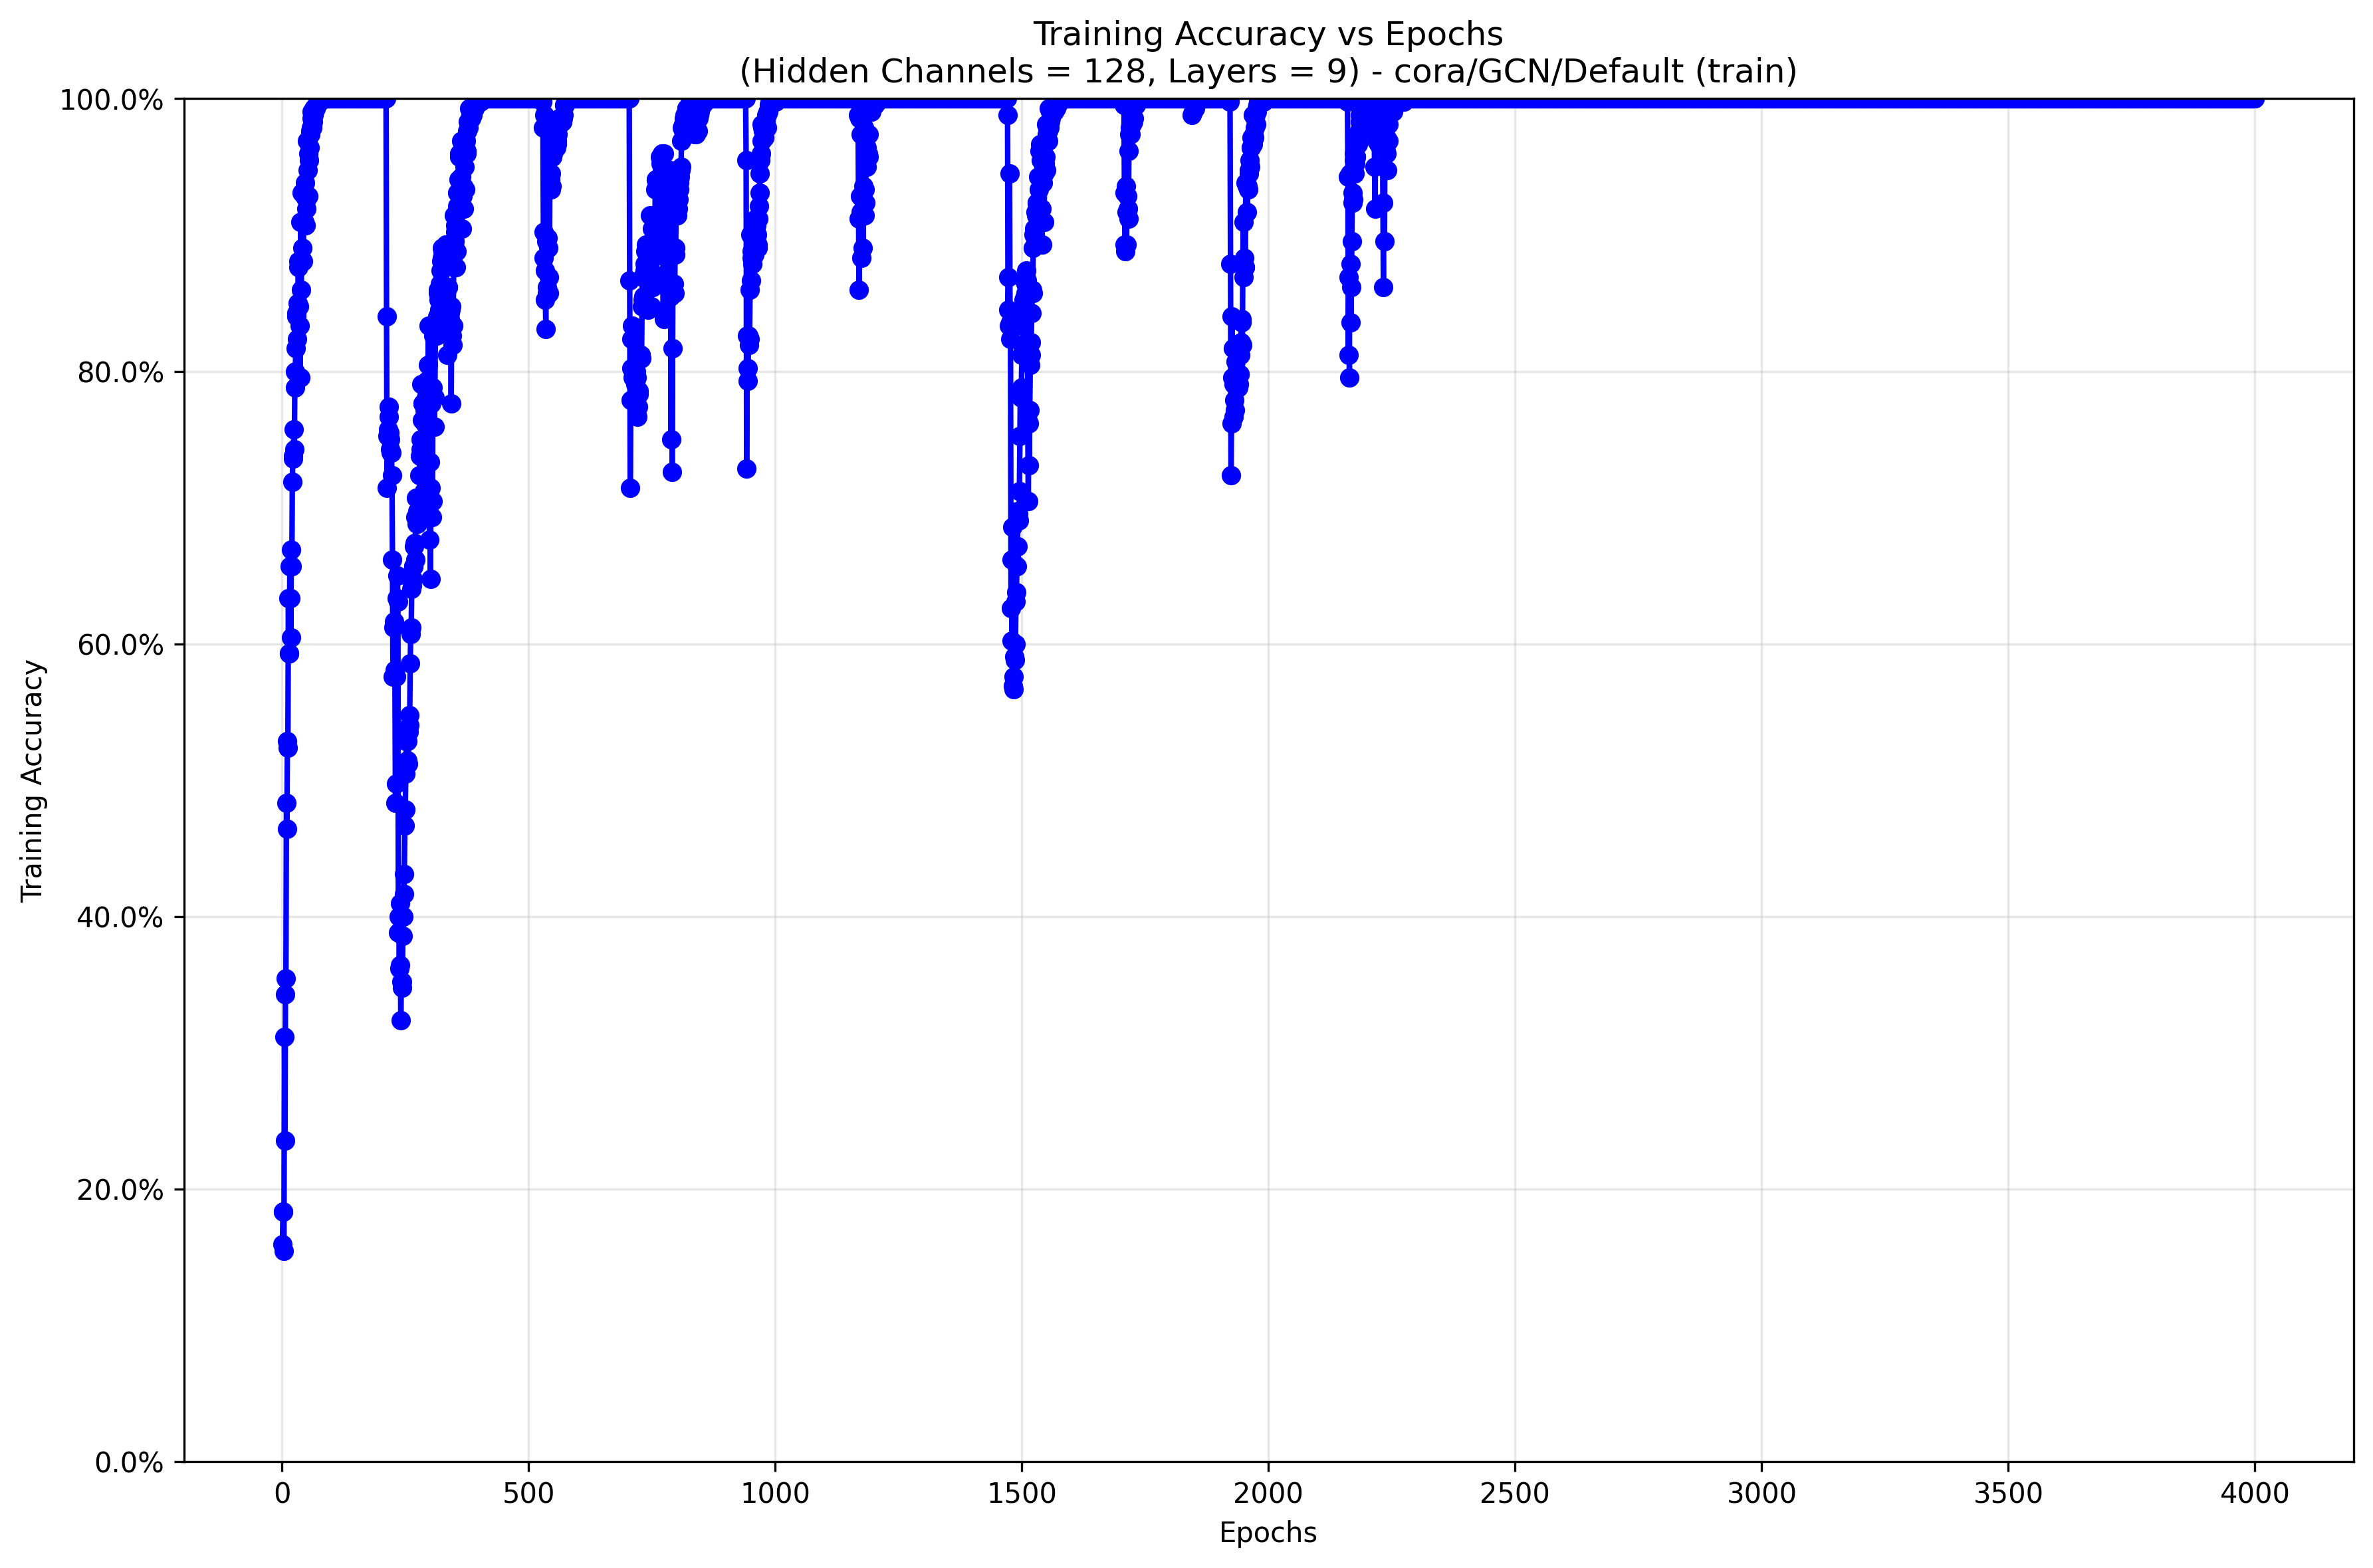 Training Accuracy vs Epochs
(Hidden Channels = 128, Layers = 9) - cora/GCN/Default (train)
100.0%
80.0%
60.0%
40.0%
20.0%
0.0%
Training Accuracy
0 500 1000 1500 2000 2500 3000 3500 4000
Epochs